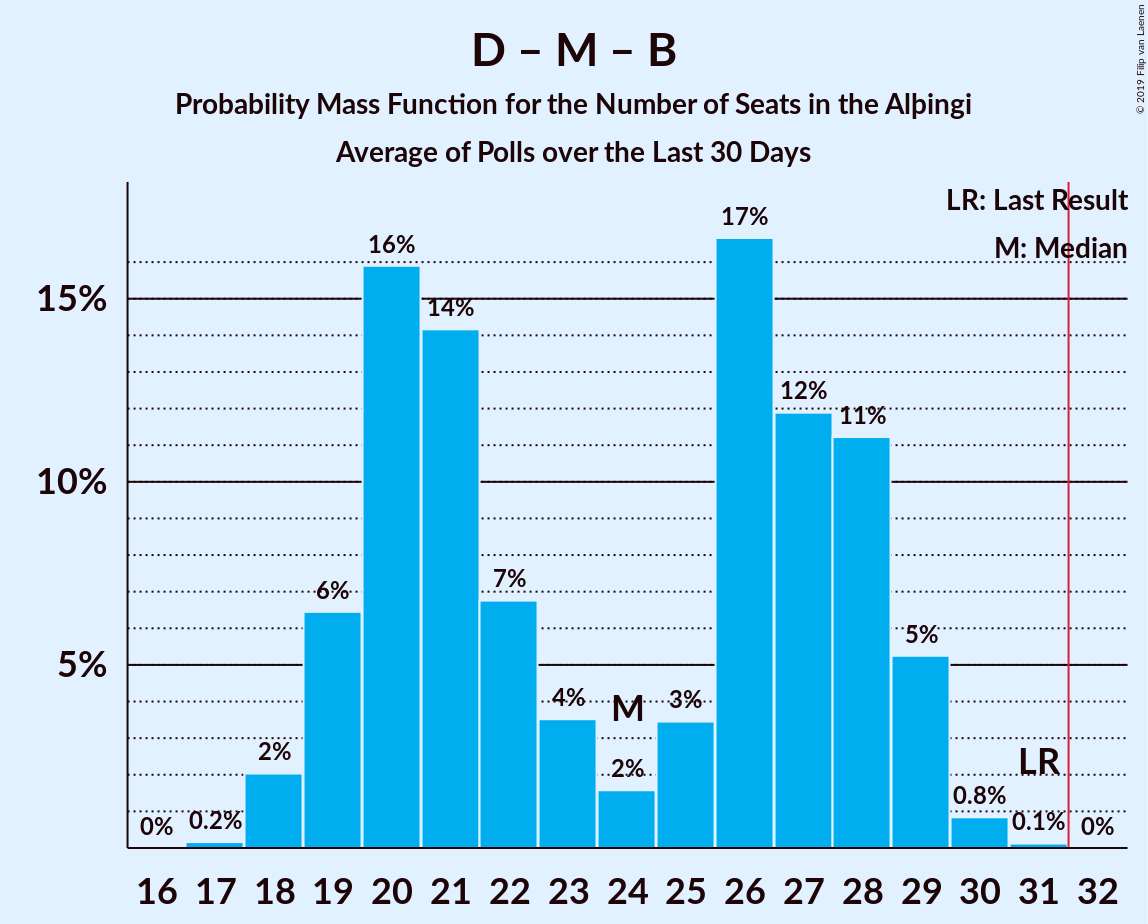 D – M – B
Probability Mass Function for the Number of Seats in the Alþingi
Average of Polls over the Last 30 Days
© 2019 Filip van Laenen
LR: Last Result
M: Median
17%
16%
15%
14%
12%
11%
10%
7%
6%
5%
5%
4%
M
3%
2%
2%
LR
0.8%
0%
0.2%
0.1%
0%
16 17 18 19 20 21 22 23 24 25 26 27 28 29 30 31 32